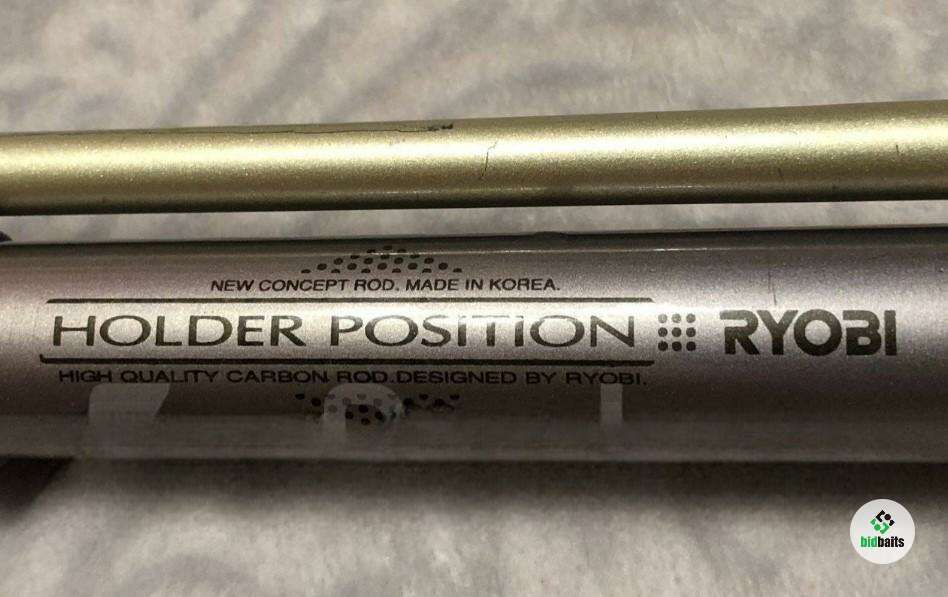 NEW CONCEPT ROD. MADE IN KOREA.
HOLDER POSITION RYOBI
HIGH QUALITY CARBON ROD.DESIGNED BY RYOBI.
bidbaits